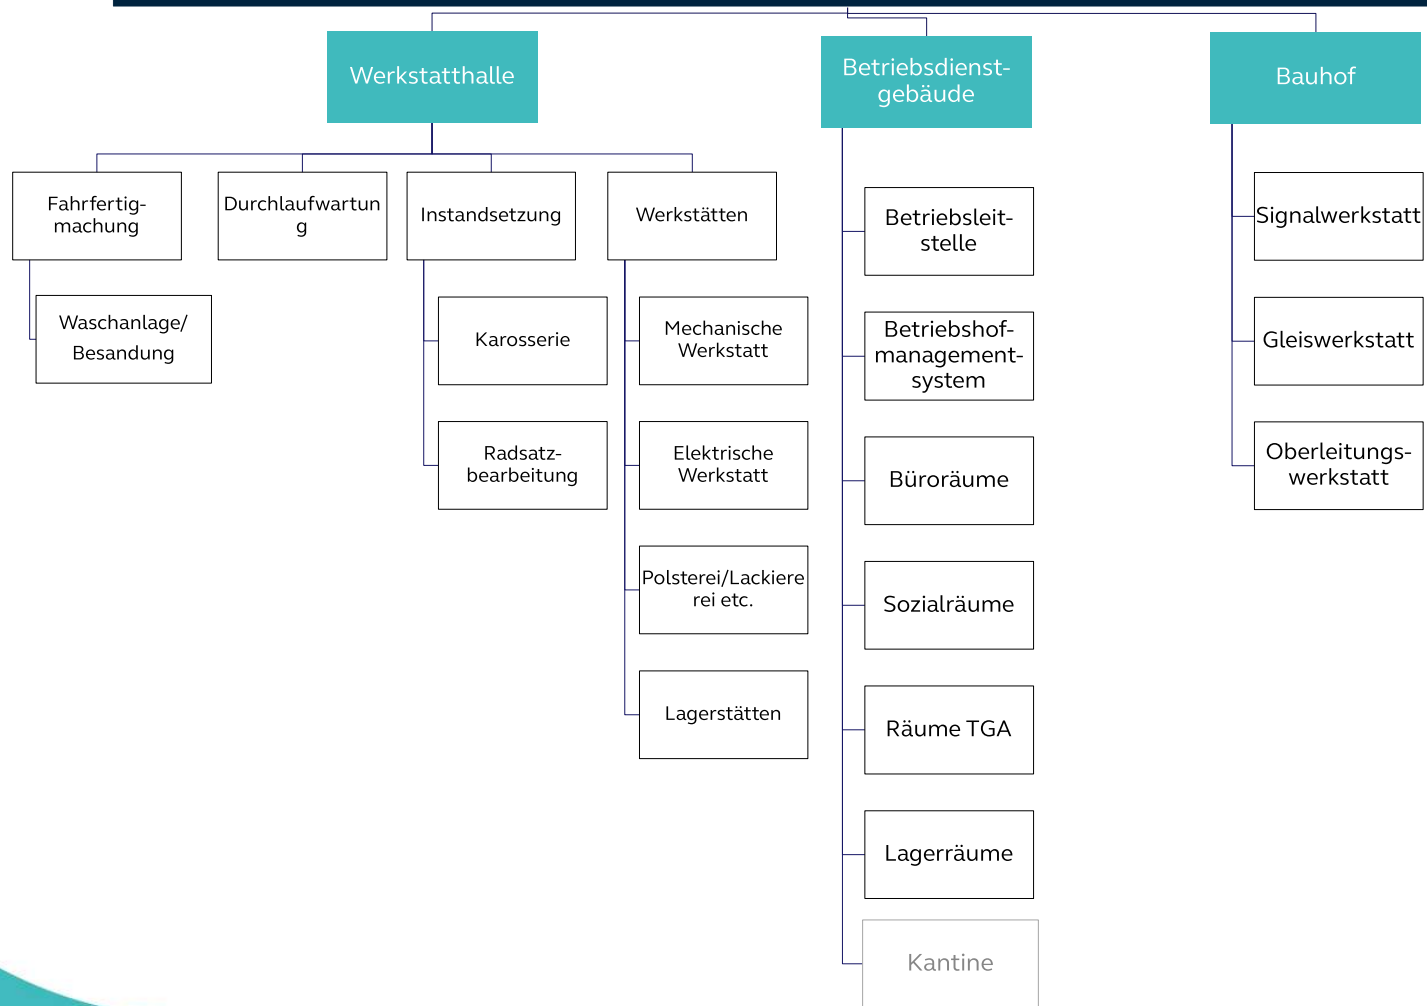 Werkstatthalle
Betriebsdienst-
gebäude
Bauhof
Fahrfertig-
machung
Durchlaufwartun
g
Instandsetzung
Werkstätten
Waschanlage/
Besandung
Karosserie
Radsatz-
bearbeitung
Mechanische
Werkstatt
Elektrische
Werkstatt
Polsterei/Lackiere
rei etc.
Lagerstätten
Betriebsleit-
stelle
Betriebshof-
management-
system
Büroräume
Sozialräume
Räume TGA
Lagerräume
Kantine
Signalwerkstatt
Gleiswerkstatt
Oberleitungs-
werkstatt